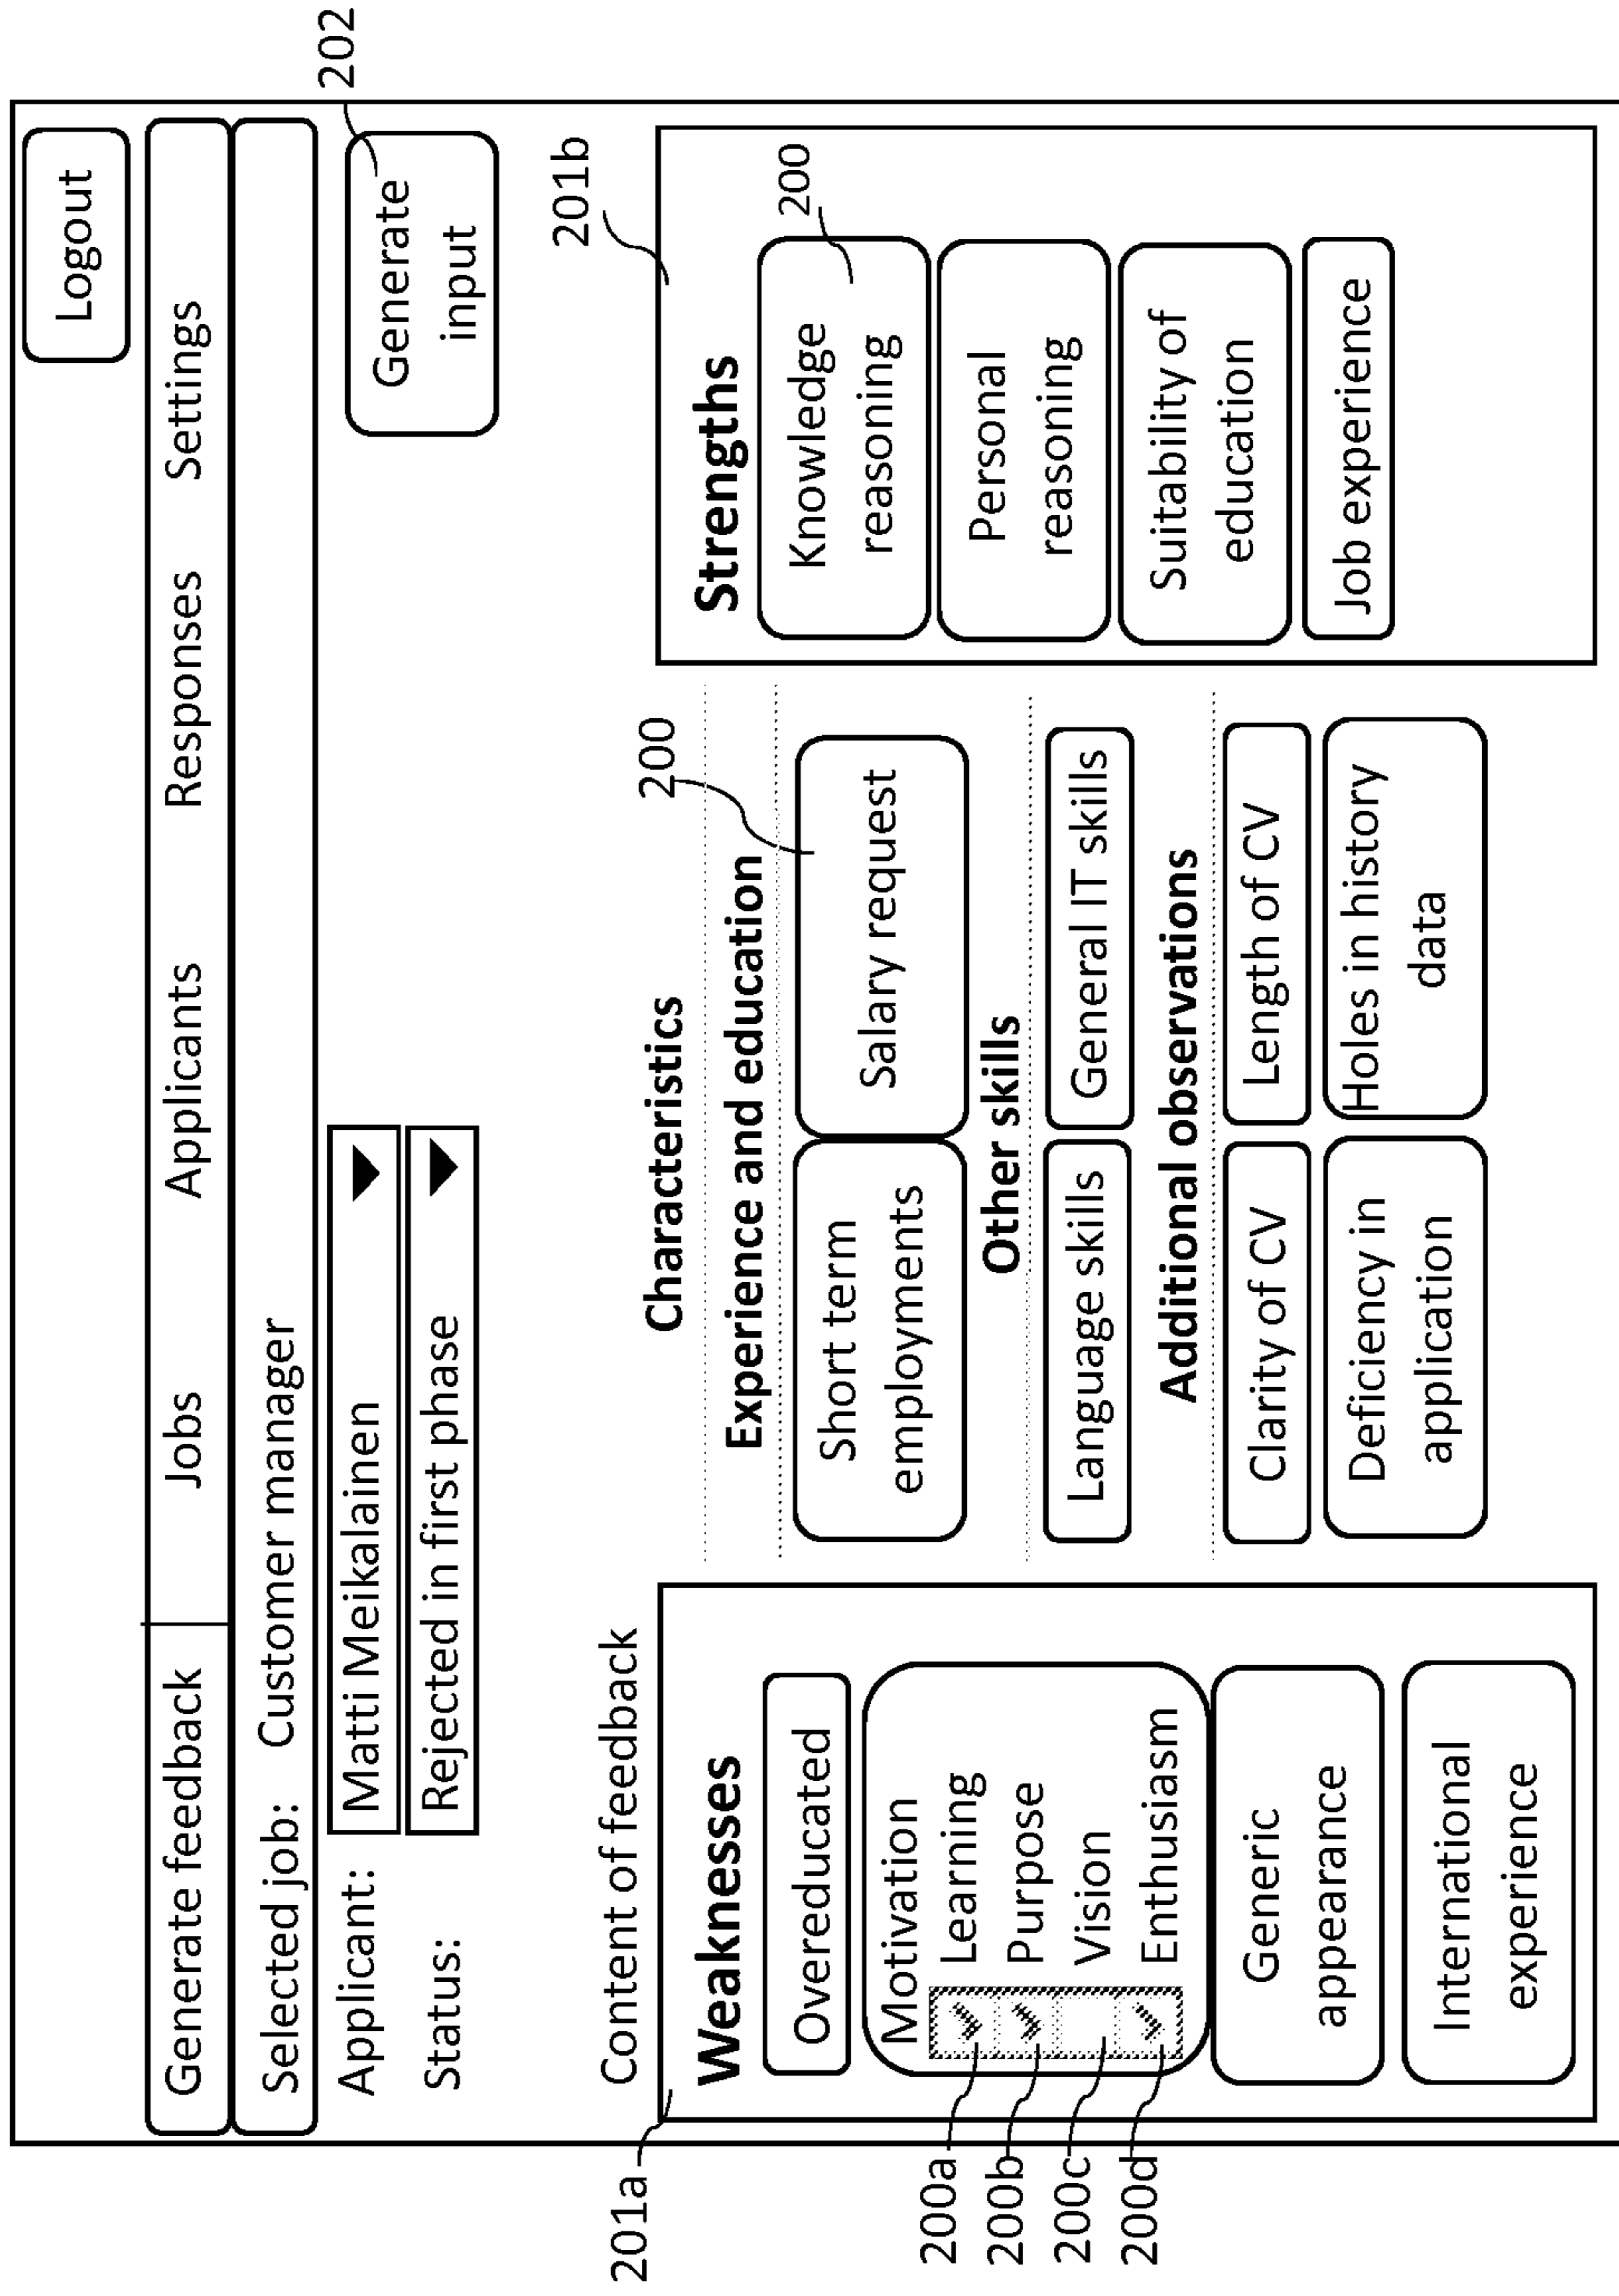 Logout
202
Generate feedback Jobs Applicants Responses Settings
Selected job: Customer manager
Applicant: Matti Meikalainen
Status: Rejected in first phase
Generate
input
Content of feedback
201a
201b
Weaknesses
Overeducated
Motivation
Learning
Purpose
Vision
Enthusiasm
200a
200b
200c
200d
Generic
appearance
International
experience
Characteristics
200
Experience and education
Short term
employments
Salary request
Other skills
Language skills
General IT skills
Additional observations
Clarity of CV
Length of CV
Deficiency in
application
Holes in history
data
Strengths
200
Knowledge
reasoning
Personal
reasoning
Suitability of
education
Job experience